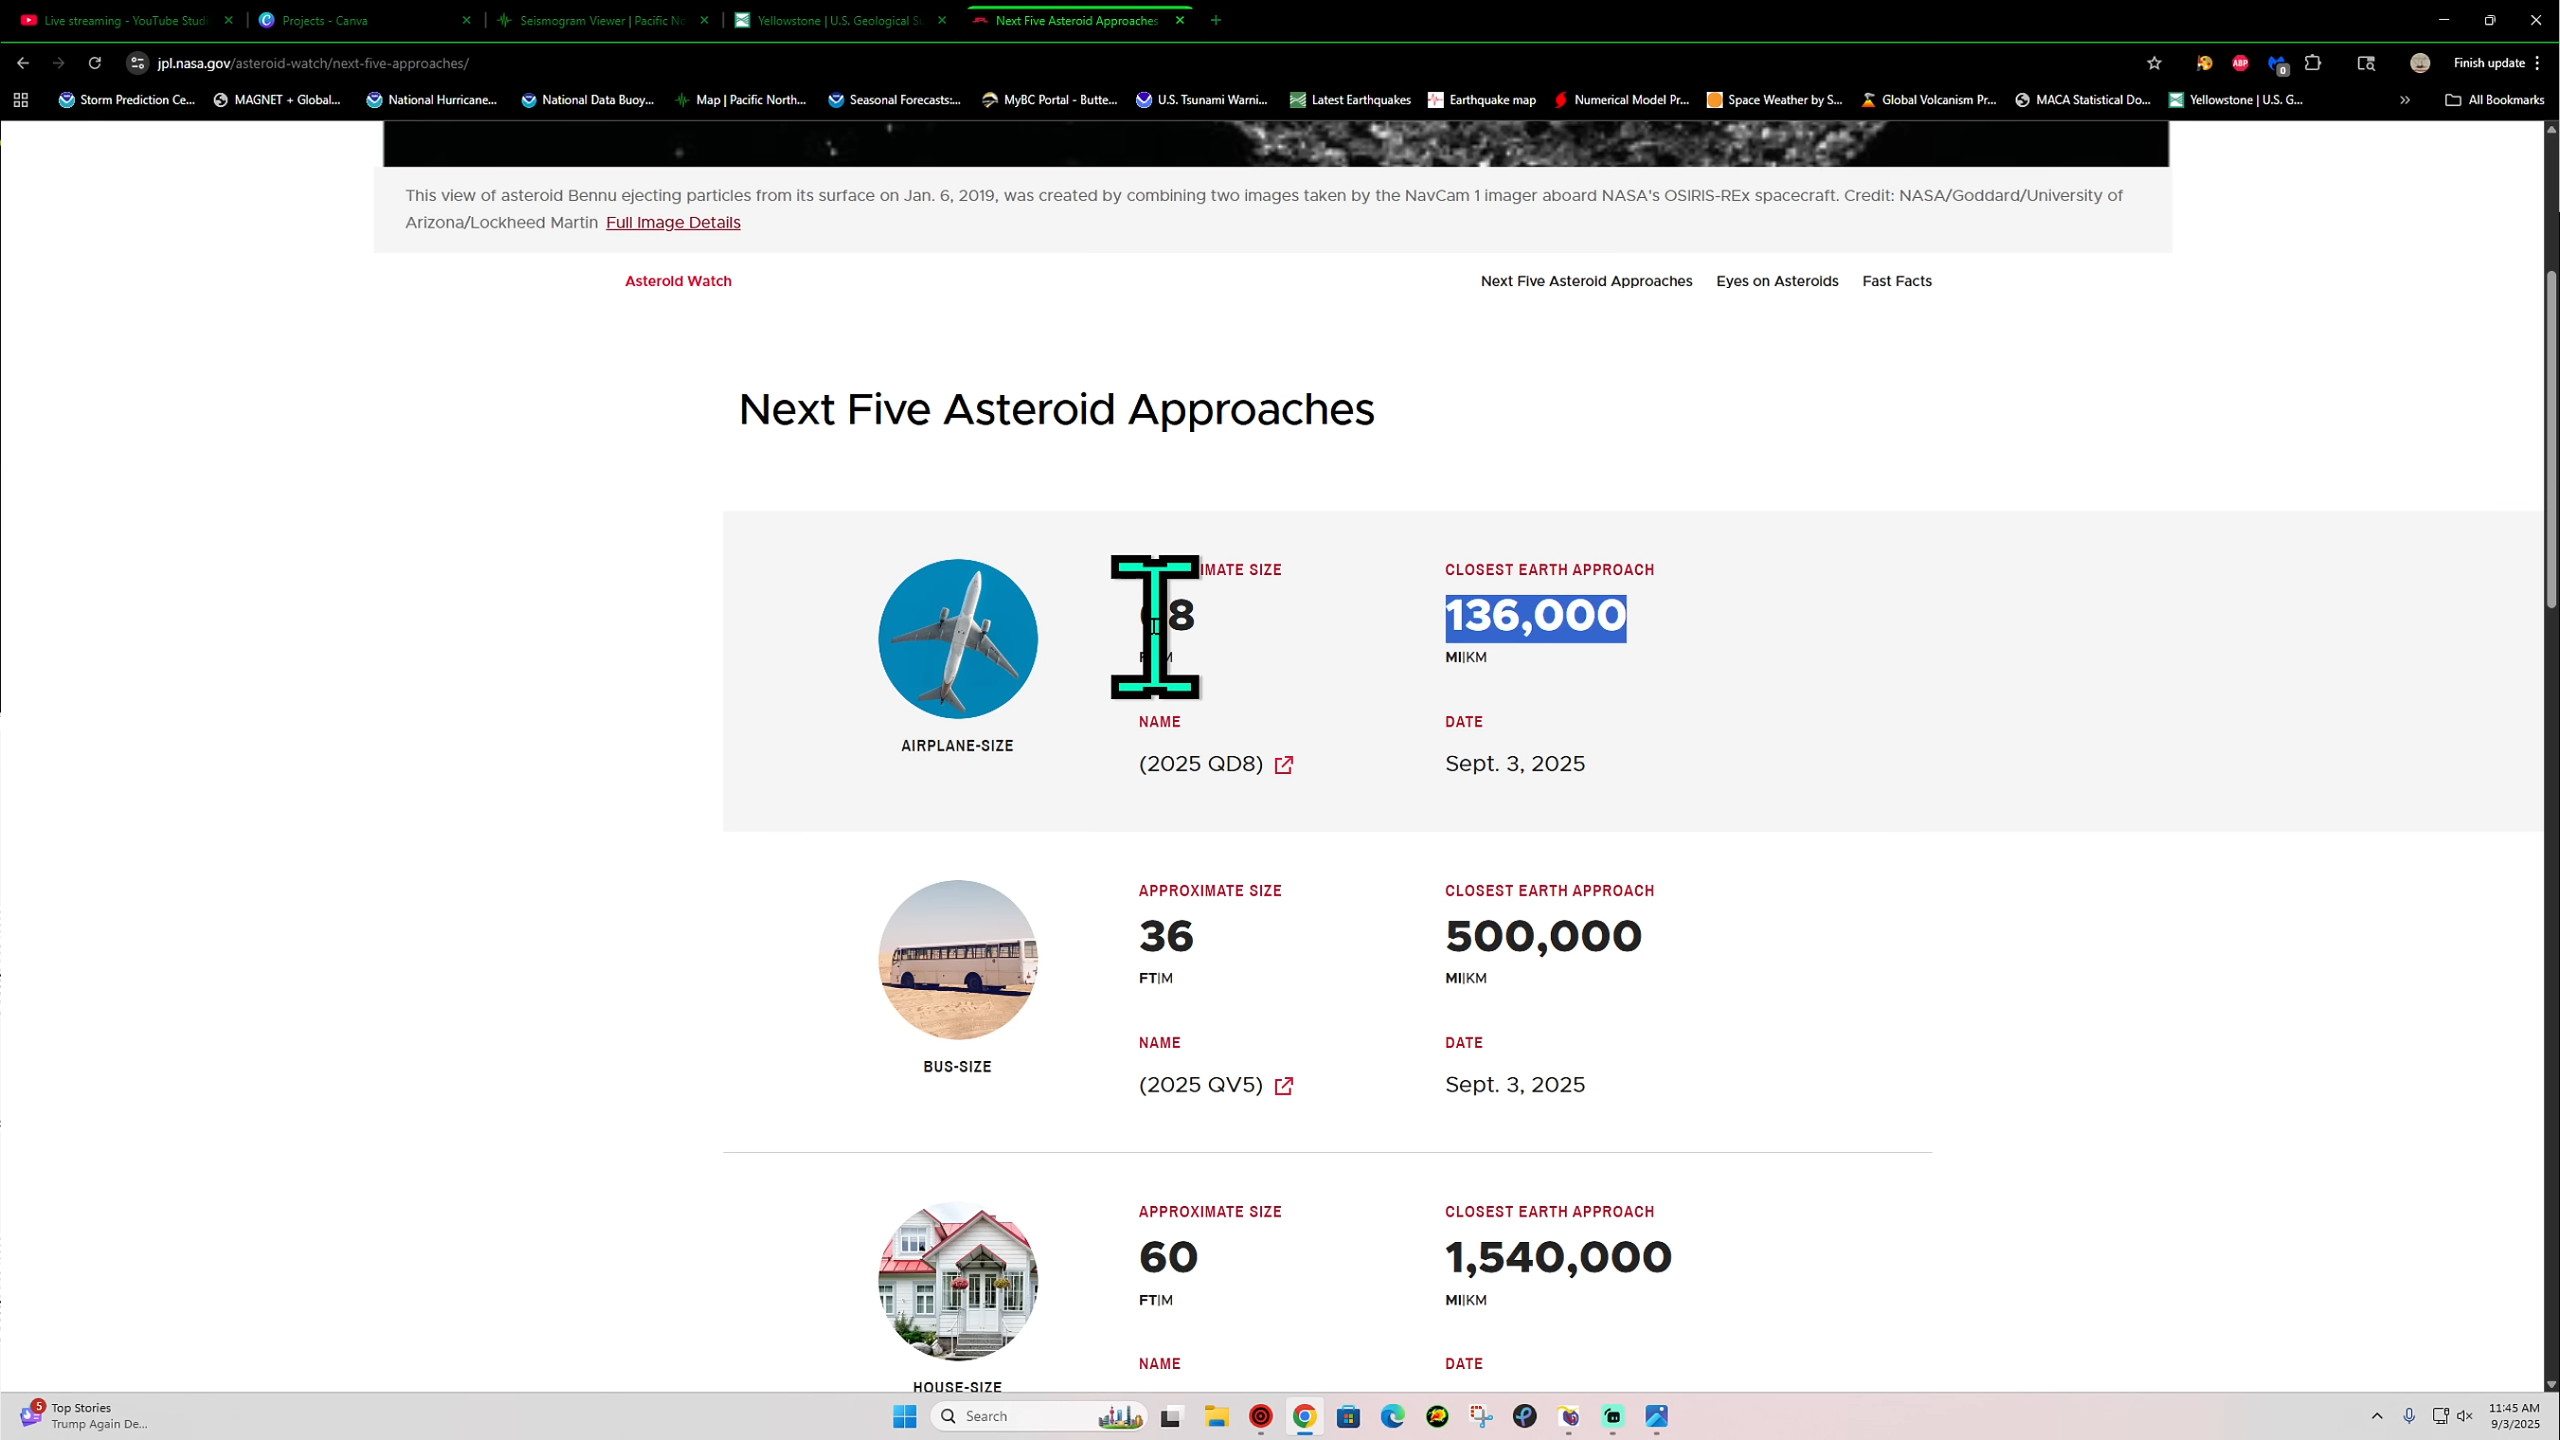 Live streaming - YouTube Studi
Projects - Canva
Seismogram Viewer | Pacific No
Yellowstone | U.S. Geological Su
Next Five Asteroid Approaches
jpl.nasa.gov/asteroid-watch/next-five-approaches/
ABP
0
Finish update
Storm Prediction Ce...
MAGNET + Global...
National Hurricane...
National Data Buoy...
Map | Pacific North...
Seasonal Forecasts:...
MyBC Portal - Butte...
U.S. Tsunami Warni...
Latest Earthquakes
Earthquake map
Numerical Model Pr...
Space Weather by S...
Global Volcanism Pr...
MACA Statistical Do...
Yellowstone | U.S. G...
All Bookmarks
This view of asteroid Bennu ejecting particles from its surface on Jan. 6, 2019, was created by combining two images taken by the NavCam 1 imager aboard NASA's OSIRIS-REx spacecraft. Credit: NASA/Goddard/University of
Arizona/Lockheed Martin Full Image Details
Asteroid Watch
Next Five Asteroid Approaches
Eyes on Asteroids
Fast Facts
Next Five Asteroid Approaches
IMATE SIZE
CLOSEST EARTH APPROACH
8
136,000
M
MI|KM
NAME
DATE
AIRPLANE-SIZE
(2025 QD8)
Sept. 3, 2025
APPROXIMATE SIZE
CLOSEST EARTH APPROACH
36
500,000
FT|M
MI|KM
NAME
DATE
BUS-SIZE
(2025 QV5)
Sept. 3, 2025
APPROXIMATE SIZE
CLOSEST EARTH APPROACH
60
1,540,000
FT|M
MI|KM
NAME
DATE
HOUSE-SIZE
5
Top Stories
Trump Again De...
Search
11:45 AM
9/3/2025